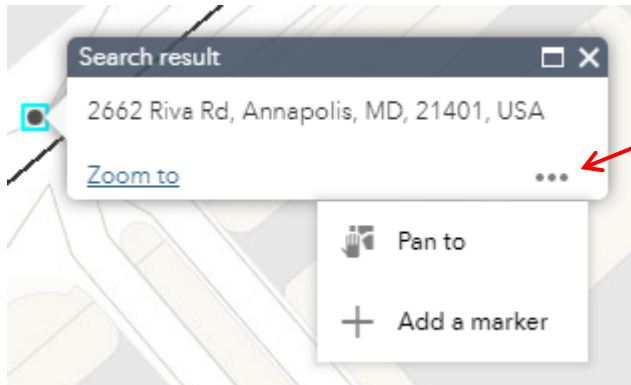 Search result
2662 Riva Rd, Annapolis, MD, 21401, USA
Zoom to
Pan to
Add a marker